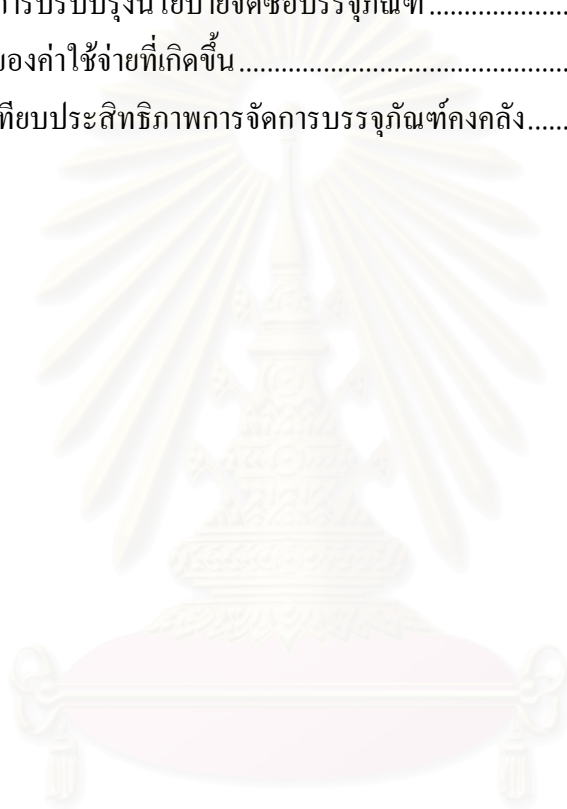 การปรับปรุงนโยบายจัดซื้อบรรจุภัณฑ์....................
ของค่าใช้จ่ายที่เกิดขึ้น................................................
ทียบประสิทธิภาพการจัดการบรรจุภัณฑ์คงคลัง......